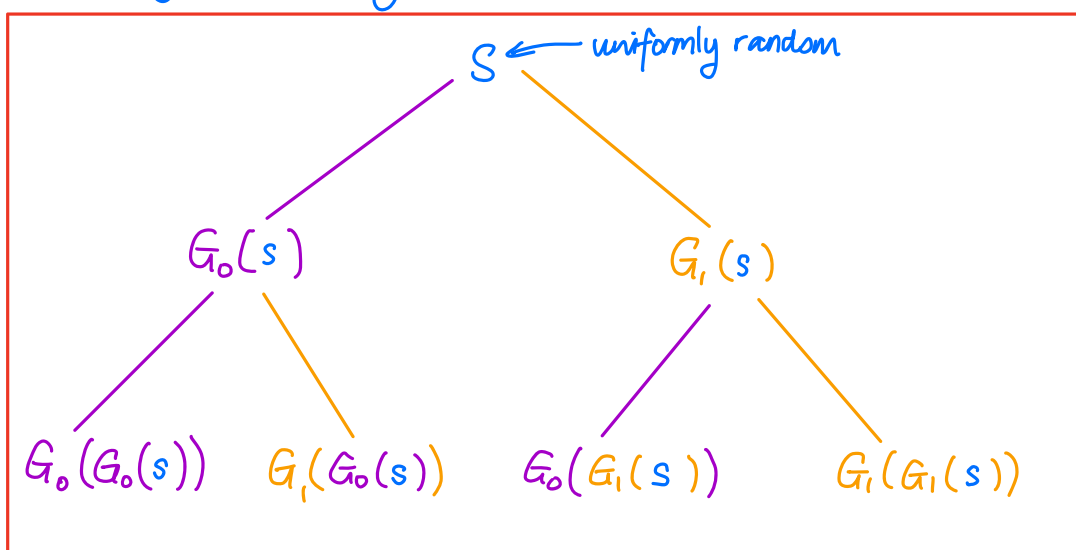 S ← uniformly random
G₀(s) G₁(s)
G₀(G₀(s)) G₁(G₀(s)) G₀(G₁(s)) G₁(G₁(s))